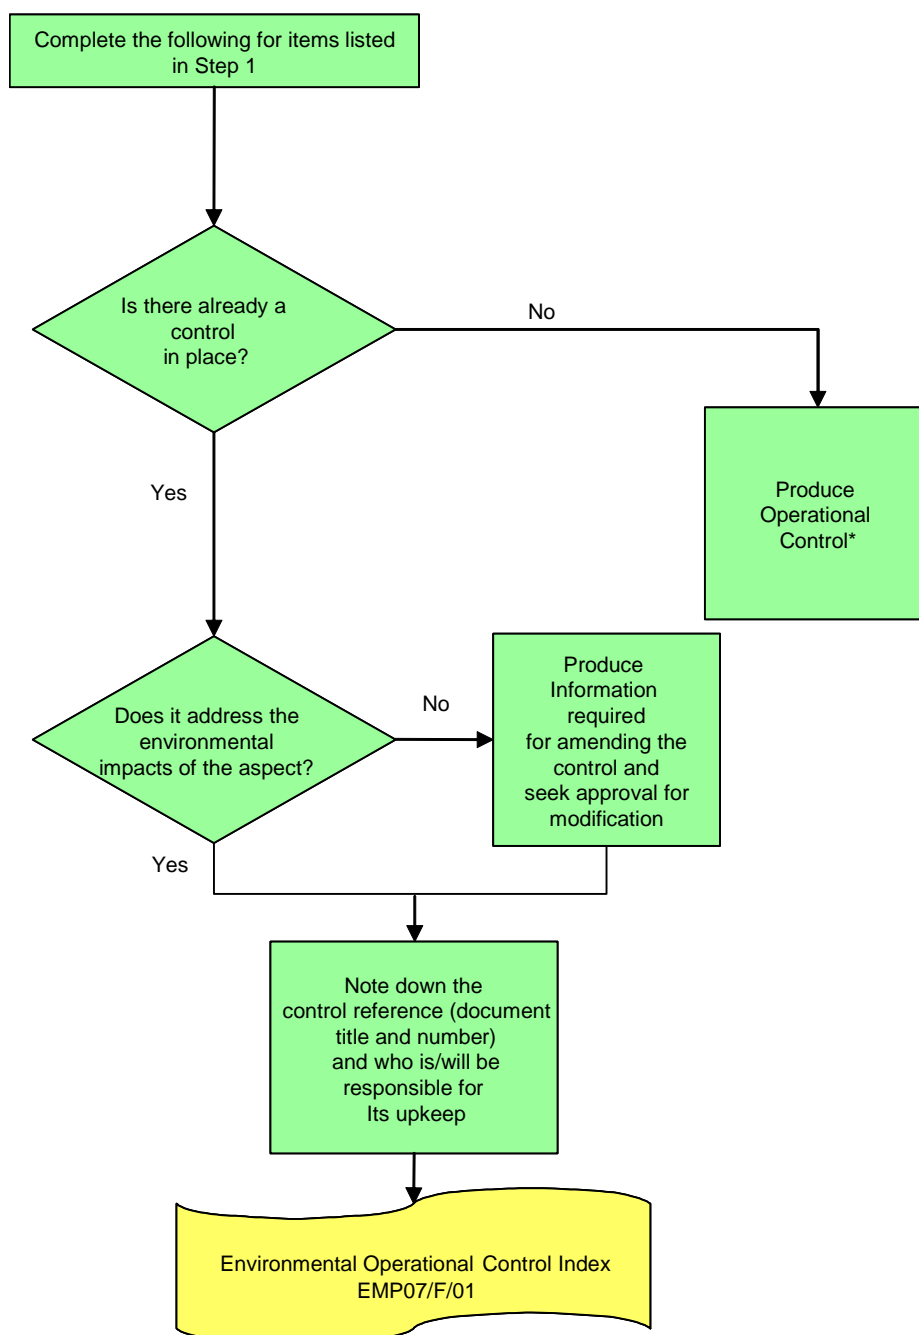 Complete the following for items listed
in Step 1
Is there already a
control
in place?
No
Yes
Produce
Operational
Control*
Does it address the
environmental
impacts of the aspect?
No
Produce
Information
required
for amending the
control and
seek approval for
modification
Yes
Note down the
control reference (document
title and number)
and who is/will be
responsible for
Its upkeep
Environmental Operational Control Index
EMP07/F/01